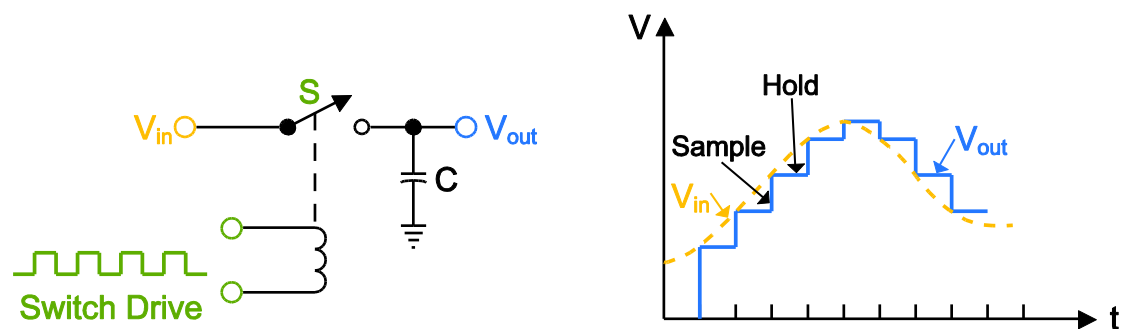 S
Vin
Vout
C
Switch Drive
V
Hold
Sample
Vin
Vout
t